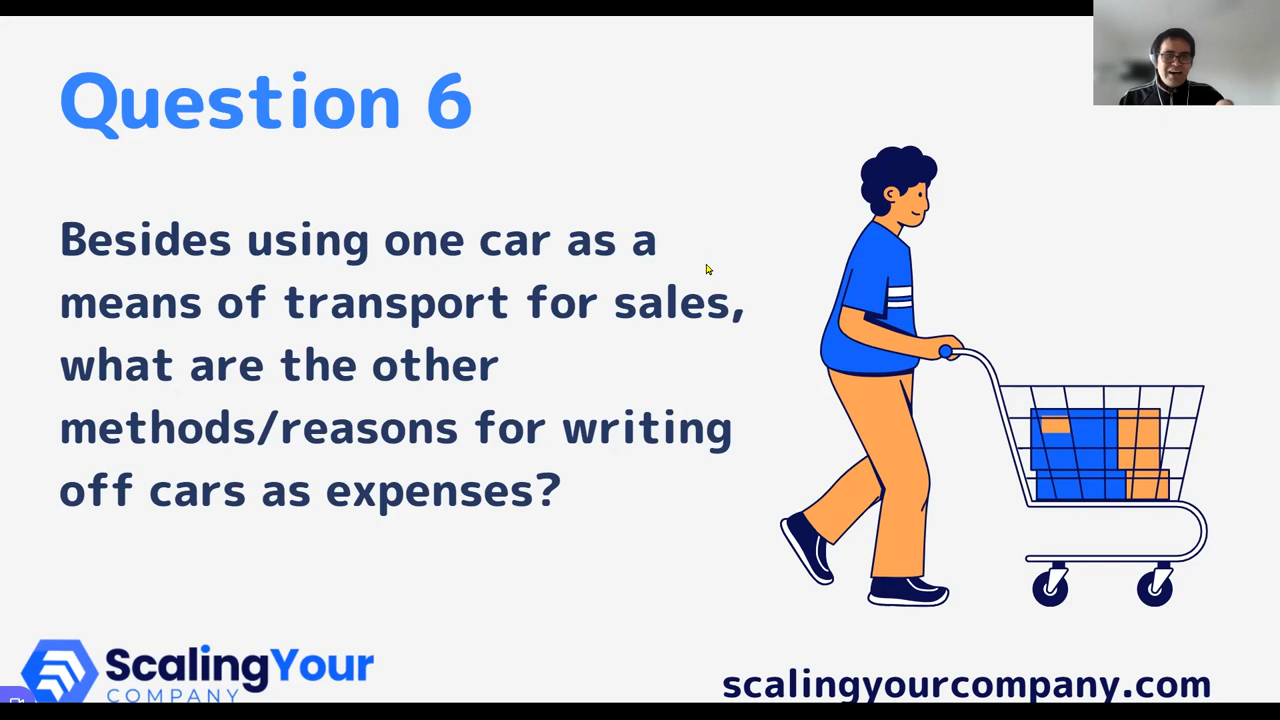 Question 6
Besides using one car as a
means of transport for sales,
what are the other
methods/reasons for writing
off cars as expenses?
ScalingYour
COMPANY
scalingyourcompany.com